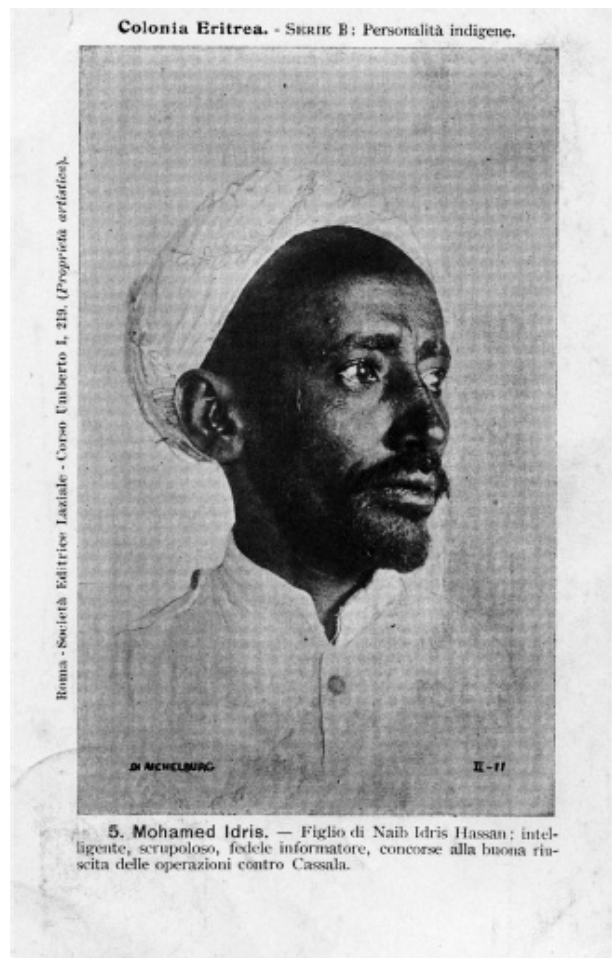 Colonia Eritrea. - SERIE B: Personalità indigene.
Roma - Società Editrice Laziale - Corso Umberto I, 219. (Proprietà artistica).
DI AICHELBURG
II-11
5. Mohamed Idris. — Figlio di Naib Idris Hassan; intel-
ligente, scrupoloso, fedele informatore, concorse alla buona riu-
scita delle operazioni contro Cassala.